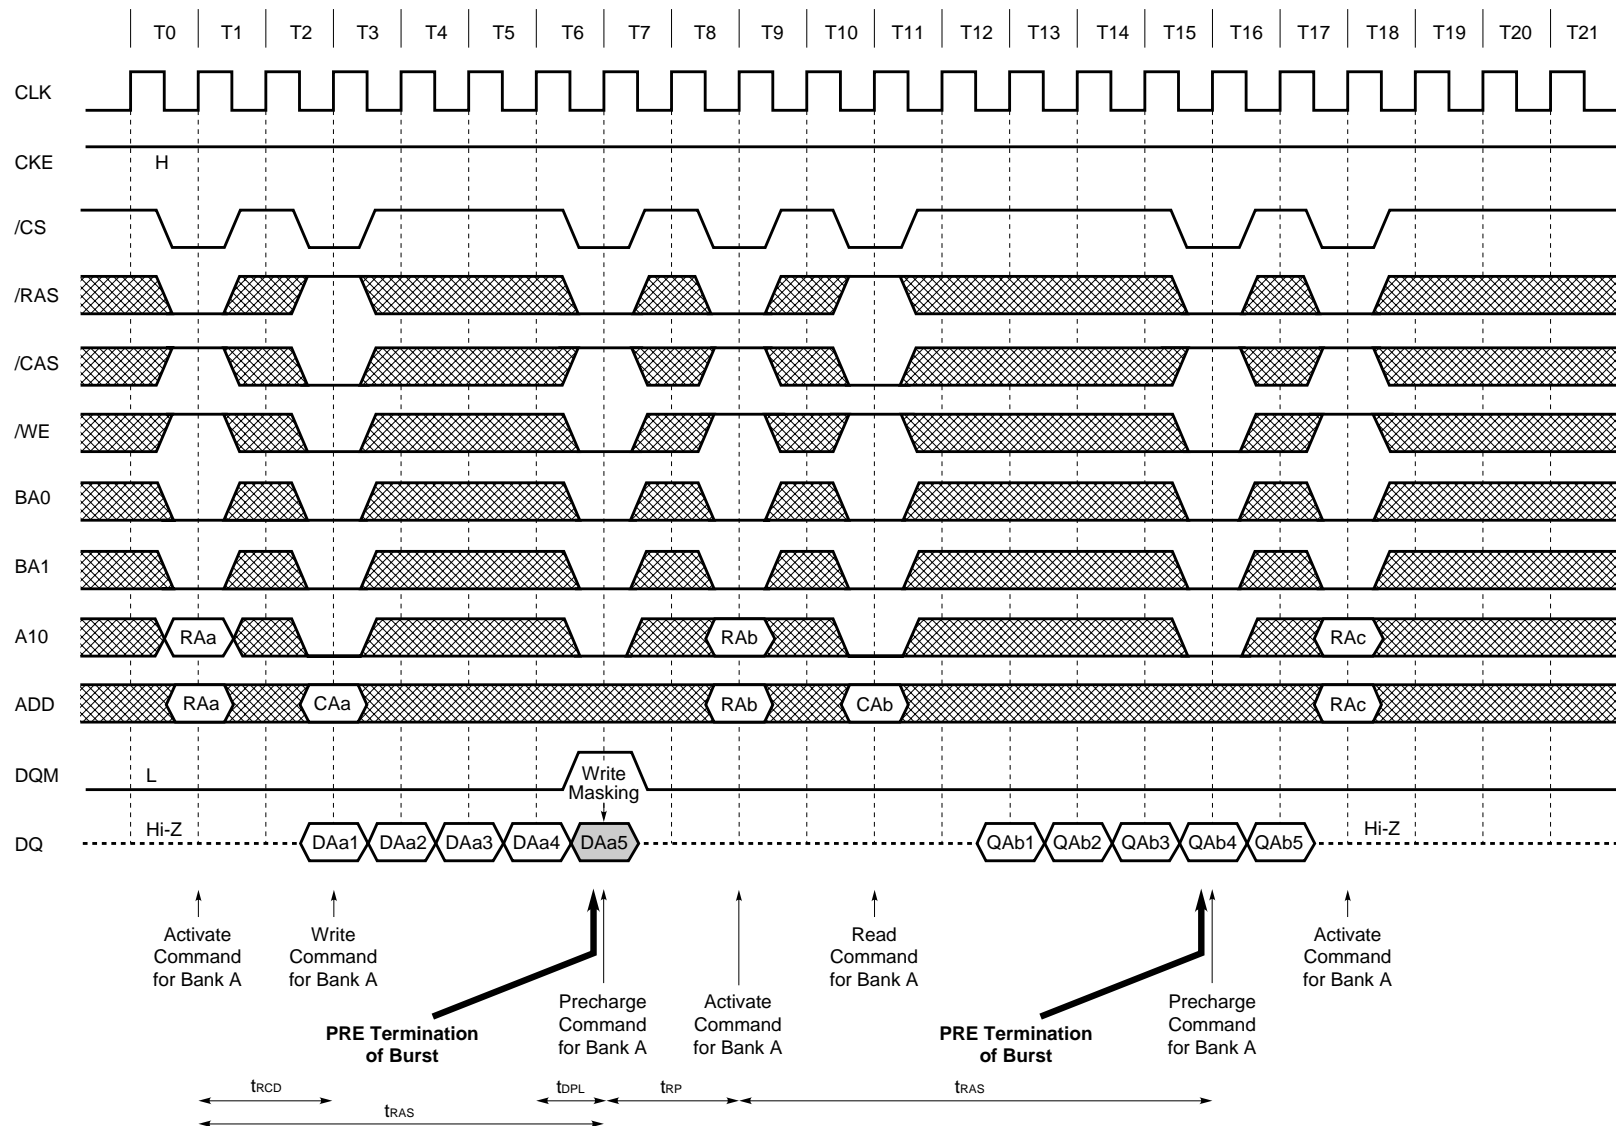 T0 T1 T2 T3 T4 T5 T6 T7 T8 T9 T10 T11 T12 T13 T14 T15 T16 T17 T18 T19 T20 T21
CLK
CKE H
/CS
/RAS
/CAS
/WE
BA0
BA1
A10 RAa RAb RAc
ADD RAa CAa RAb CAb RAc
DQM L Write
Masking
DQ Hi-Z DAa1 DAa2 DAa3 DAa4 DAa5 QAb1 QAb2 QAb3 QAb4 QAb5 Hi-Z
Activate
Command
for Bank A
Write
Command
for Bank A
PRE Termination
of Burst
Precharge
Command
for Bank A
Activate
Command
for Bank A
Read
Command
for Bank A
PRE Termination
of Burst
Precharge
Command
for Bank A
Activate
Command
for Bank A
tRCD tDPL tRP tRAS
tRAS